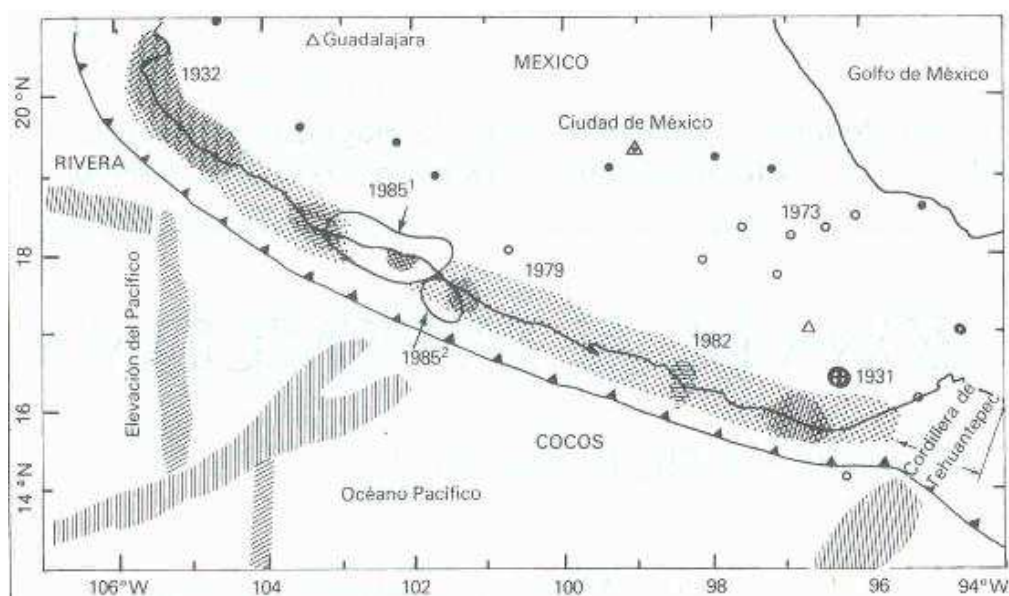 Guadalajara
MEXICO
Golfo de México
1932
Ciudad de México
20 °N
RIVERA
1985¹
1973
18
1979
Elevación del Pacífico
1985²
1982
1931
16
COCOS
Cordillera de
Tehuantepec
Océano Pacífico
14 °N
106°W
104
102
100
98
96
94°W